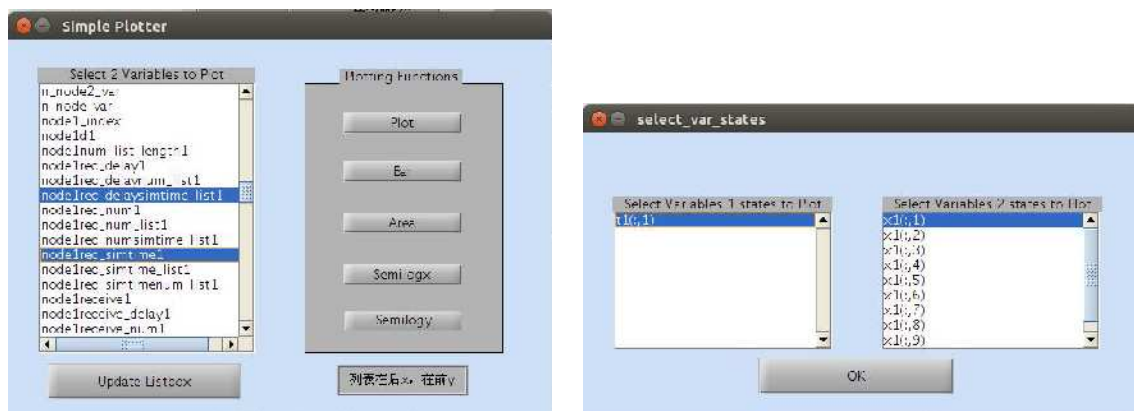 Simple Plotter
Select 2 Variables to Plot
n_node2_var
n_node_var
node1_index
node1d1
node1num_list_length1
node1rec_delay1
node1rec_delaynum_list1
node1rec_delaysimtime_list1
node1rec_num1
node1rec_num_list1
node1rec_numsimtime_list1
node1rec_simtime1
node1rec_simtime_list1
node1rec_simtimenum_list1
node1receive1
node1receive_delay1
node1receive_num1
Update Listbox
Plotting Functions
Plot
Bar
Area
Semilogx
Semilogy
列表在后x，在前y
select_var_states
Select Variables 1 states to Plot
t1(:,1)
Select Variables 2 states to Plot
x1(:,1)
x1(:,2)
x1(:,3)
x1(:,4)
x1(:,5)
x1(:,6)
x1(:,7)
x1(:,8)
x1(:,9)
OK